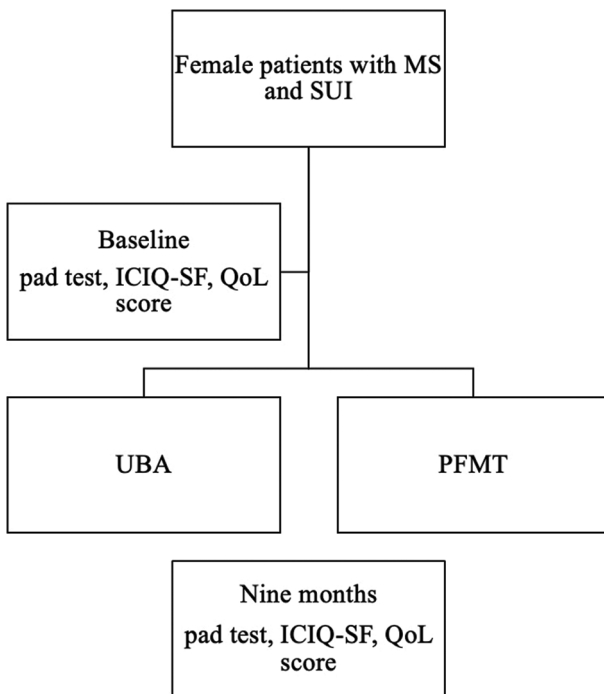 Female patients with MS
and SUI
Baseline
pad test, ICIQ-SF, QoL
score
UBA
PFMT
Nine months
pad test, ICIQ-SF, QoL
score